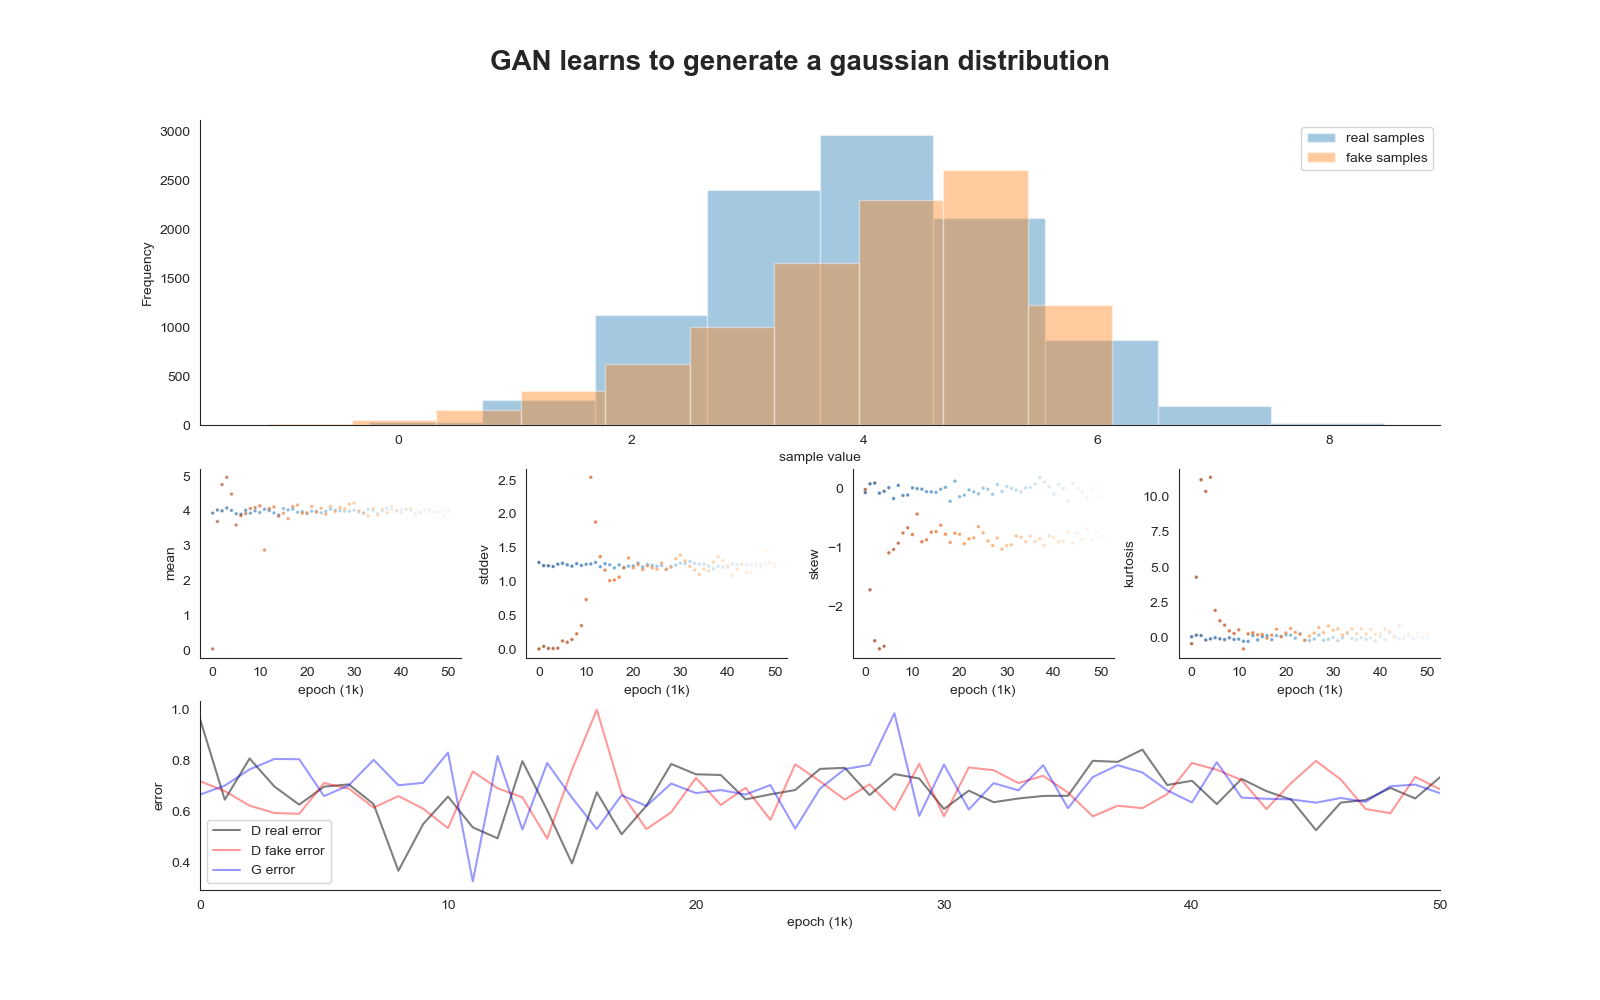 GAN learns to generate a gaussian distribution
3000
2500
2000
1500
1000
500
0
Frequency
real samples
fake samples
0 2 4 6 8
sample value
5
4
3
2
1
0
mean
0 10 20 30 40 50
epoch (1k)
2.5
2.0
1.5
1.0
0.5
0.0
stddev
0 10 20 30 40 50
epoch (1k)
0
−1
−2
skew
0 10 20 30 40 50
epoch (1k)
10.0
7.5
5.0
2.5
0.0
kurtosis
0 10 20 30 40 50
epoch (1k)
1.0
0.8
0.6
0.4
error
D real error
D fake error
G error
0 10 20 30 40 50
epoch (1k)